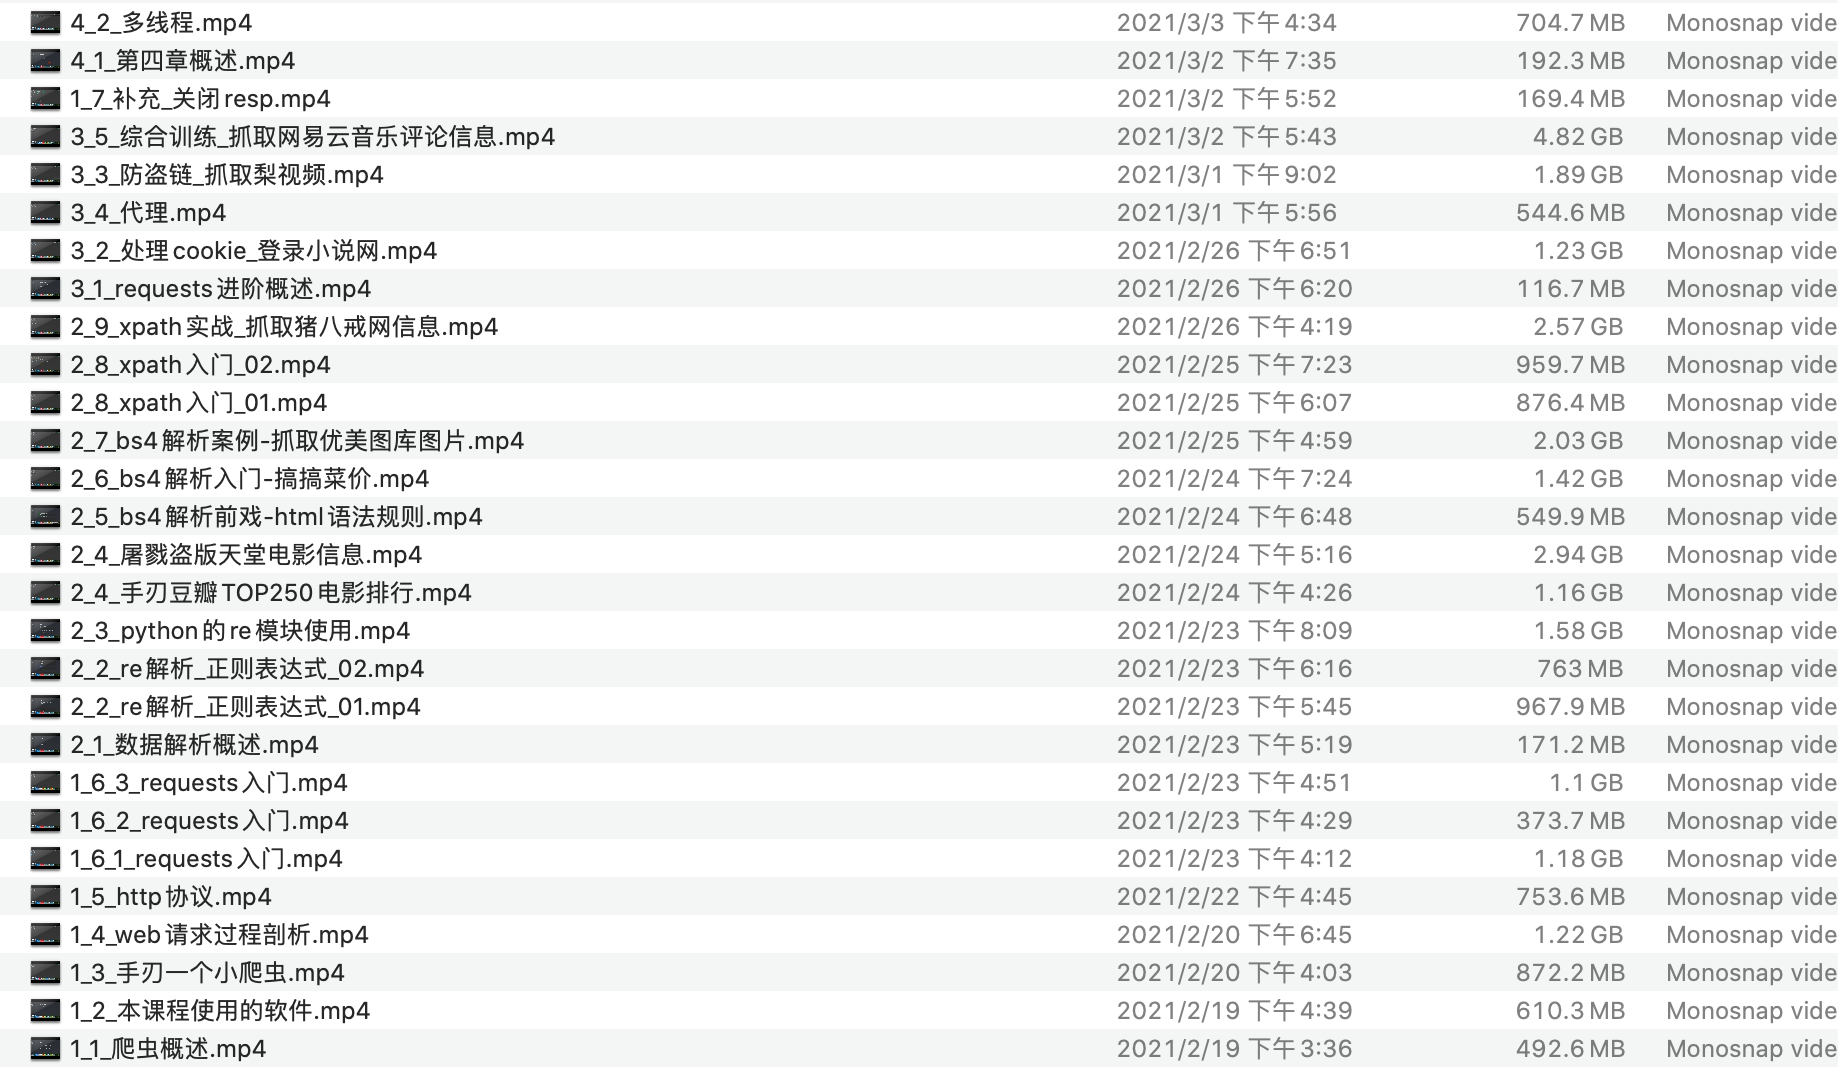 4_2_多线程.mp4 2021/3/3 下午4:34 704.7 MB Monosnap vide
4_1_第四章概述.mp4 2021/3/2 下午7:35 192.3 MB Monosnap vide
1_7_补充_关闭resp.mp4 2021/3/2 下午5:52 169.4 MB Monosnap vide
3_5_综合训练_抓取网易云音乐评论信息.mp4 2021/3/2 下午5:43 4.82 GB Monosnap vide
3_3_防盗链_抓取梨视频.mp4 2021/3/1 下午9:02 1.89 GB Monosnap vide
3_4_代理.mp4 2021/3/1 下午5:56 544.6 MB Monosnap vide
3_2_处理cookie_登录小说网.mp4 2021/2/26 下午6:51 1.23 GB Monosnap vide
3_1_requests进阶概述.mp4 2021/2/26 下午6:20 116.7 MB Monosnap vide
2_9_xpath实战_抓取猪八戒网信息.mp4 2021/2/26 下午4:19 2.57 GB Monosnap vide
2_8_xpath入门_02.mp4 2021/2/25 下午7:23 959.7 MB Monosnap vide
2_8_xpath入门_01.mp4 2021/2/25 下午6:07 876.4 MB Monosnap vide
2_7_bs4解析案例-抓取优美图库图片.mp4 2021/2/25 下午4:59 2.03 GB Monosnap vide
2_6_bs4解析入门-搞搞菜价.mp4 2021/2/24 下午7:24 1.42 GB Monosnap vide
2_5_bs4解析前戏-html语法规则.mp4 2021/2/24 下午6:48 549.9 MB Monosnap vide
2_4_屠戮盗版天堂电影信息.mp4 2021/2/24 下午5:16 2.94 GB Monosnap vide
2_4_手刃豆瓣TOP250电影排行.mp4 2021/2/24 下午4:26 1.16 GB Monosnap vide
2_3_python的re模块使用.mp4 2021/2/23 下午8:09 1.58 GB Monosnap vide
2_2_re解析_正则表达式_02.mp4 2021/2/23 下午6:16 763 MB Monosnap vide
2_2_re解析_正则表达式_01.mp4 2021/2/23 下午5:45 967.9 MB Monosnap vide
2_1_数据解析概述.mp4 2021/2/23 下午5:19 171.2 MB Monosnap vide
1_6_3_requests入门.mp4 2021/2/23 下午4:51 1.1 GB Monosnap vide
1_6_2_requests入门.mp4 2021/2/23 下午4:29 373.7 MB Monosnap vide
1_6_1_requests入门.mp4 2021/2/23 下午4:12 1.18 GB Monosnap vide
1_5_http协议.mp4 2021/2/22 下午4:45 753.6 MB Monosnap vide
1_4_web请求过程剖析.mp4 2021/2/20 下午6:45 1.22 GB Monosnap vide
1_3_手刃一个小爬虫.mp4 2021/2/20 下午4:03 872.2 MB Monosnap vide
1_2_本课程使用的软件.mp4 2021/2/19 下午4:39 610.3 MB Monosnap vide
1_1_爬虫概述.mp4 2021/2/19 下午3:36 492.6 MB Monosnap vide